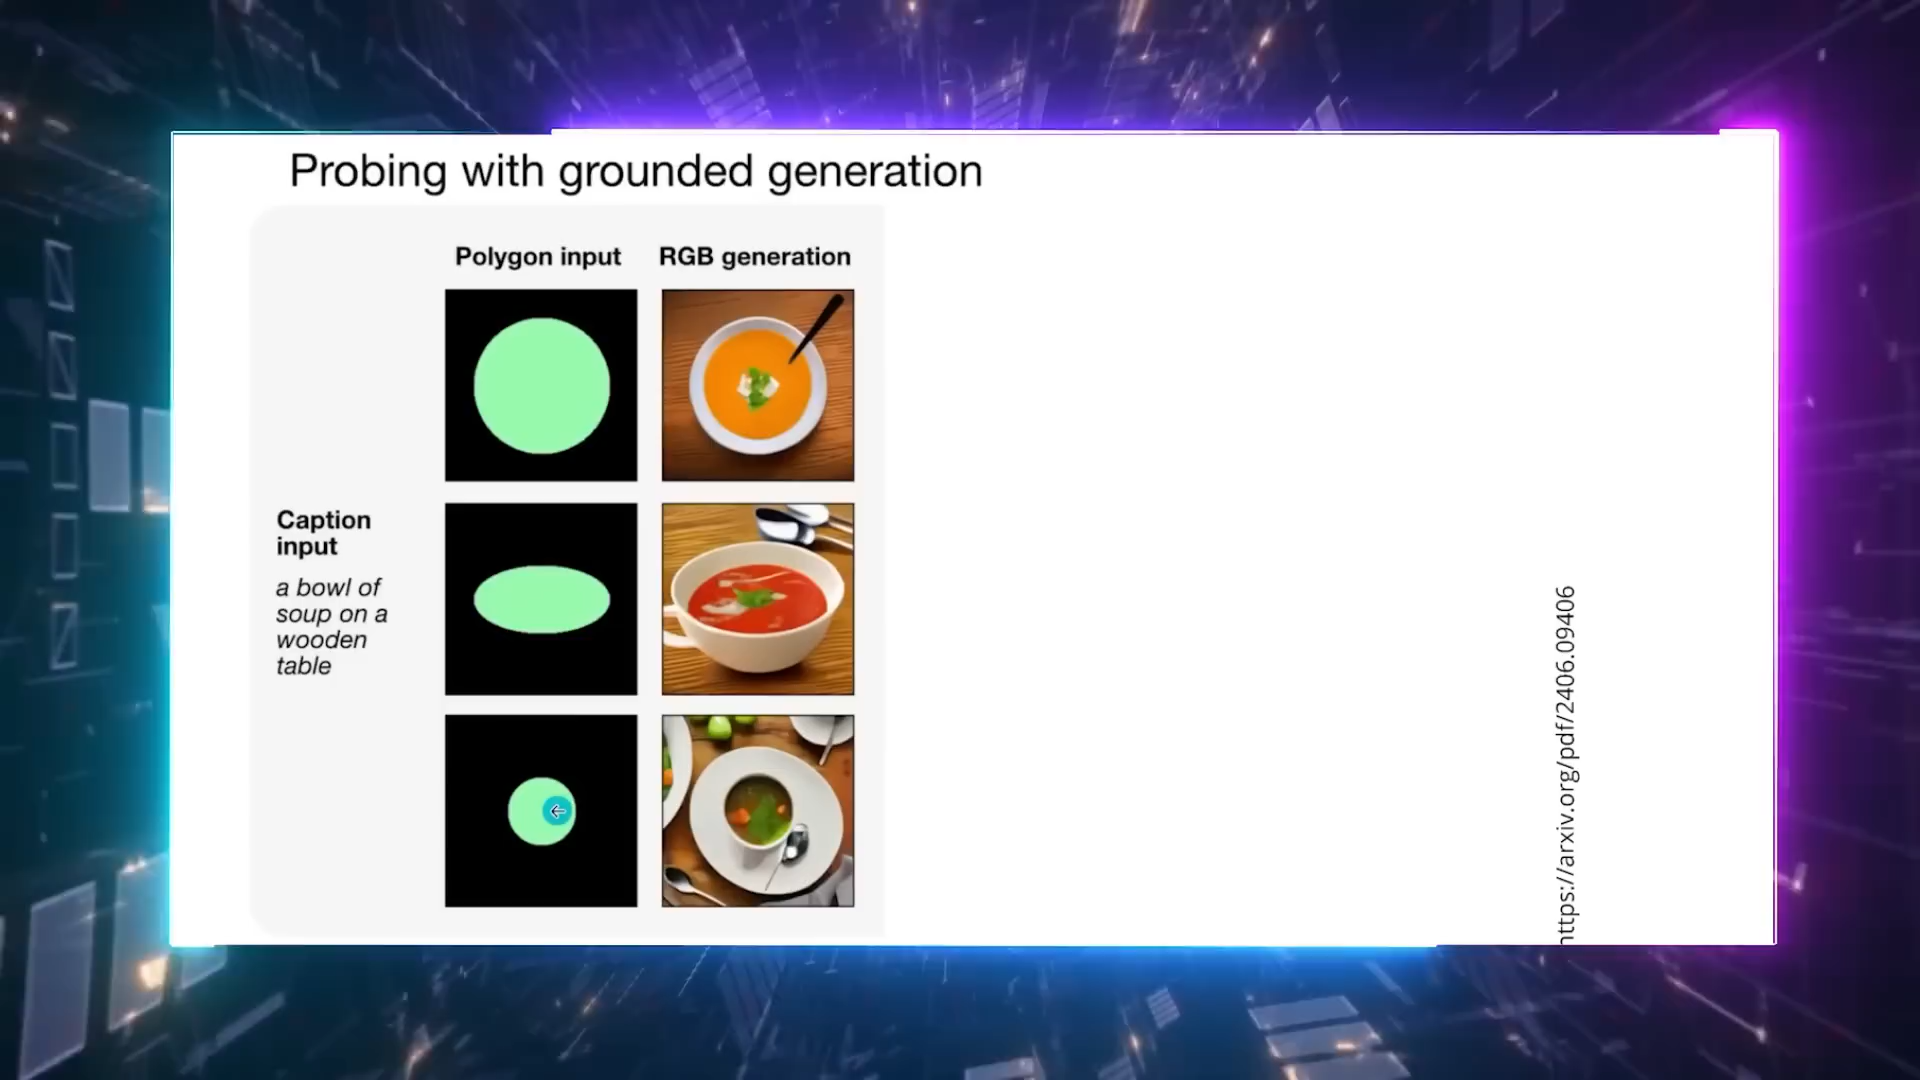 Probing with grounded generation
Polygon input
RGB generation
Caption
input
a bowl of
soup on a
wooden
table
https://arxiv.org/pdf/2406.09406